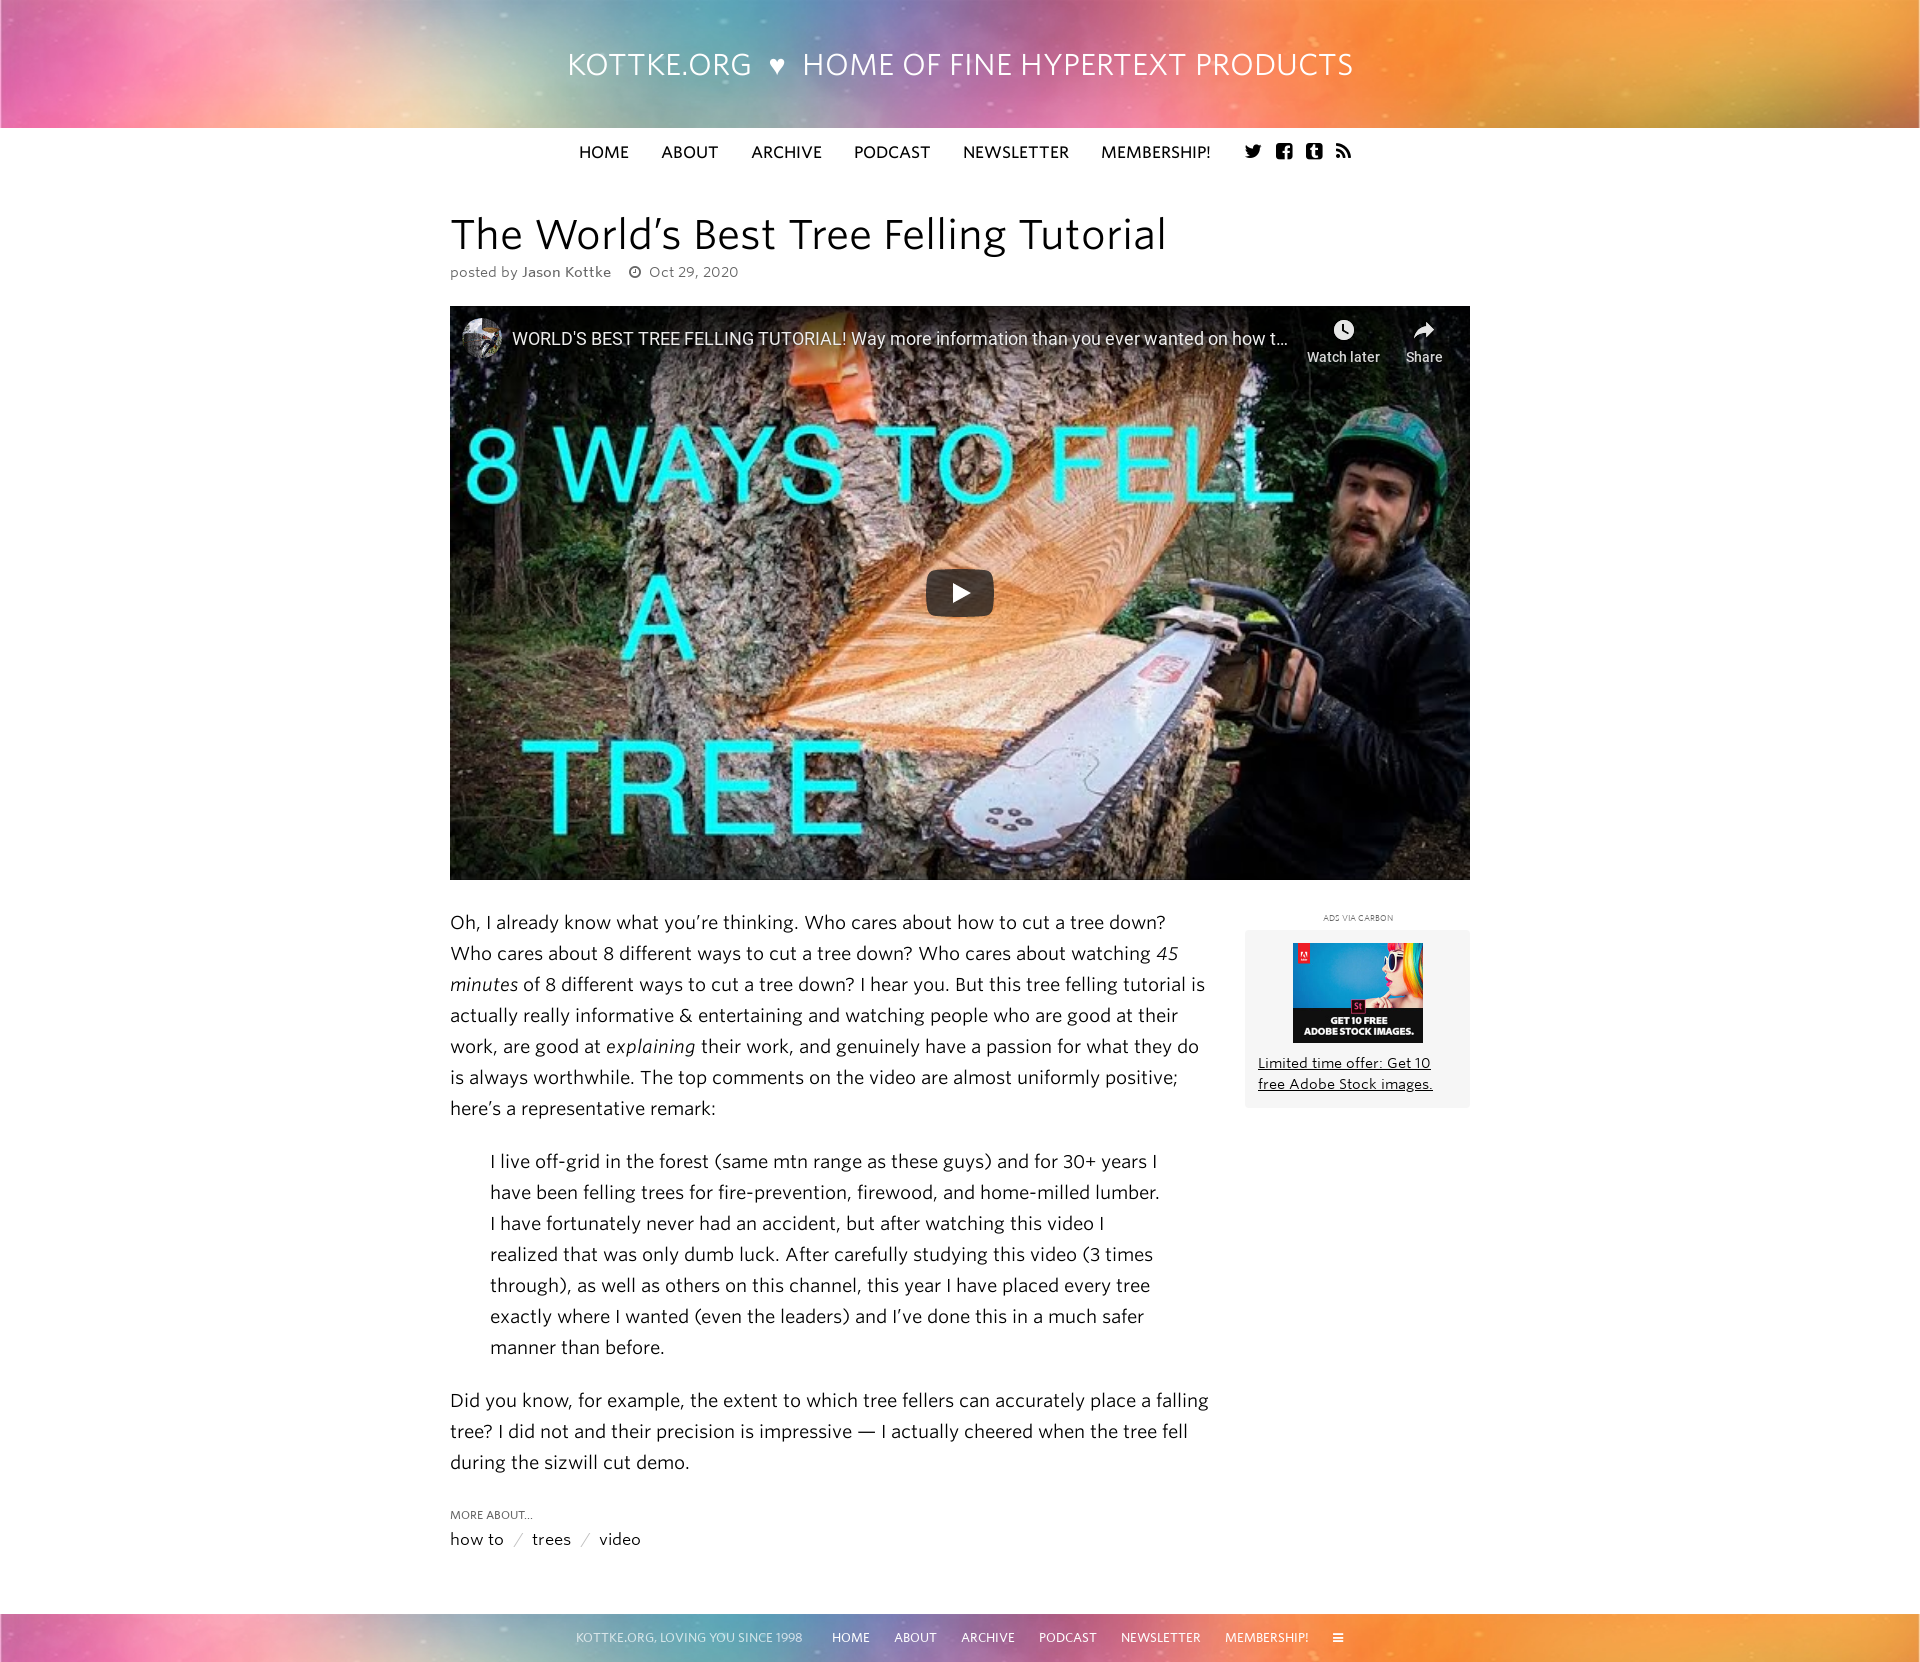 KOTTKE.ORG ♥ HOME OF FINE HYPERTEXT PRODUCTS
HOME ABOUT ARCHIVE PODCAST NEWSLETTER MEMBERSHIP!
The World’s Best Tree Felling Tutorial
posted by Jason Kottke Oct 29, 2020
WORLD'S BEST TREE FELLING TUTORIAL! Way more information than you ever wanted on how t...
Watch later Share
8 WAYS TO FELL
A
TREE
Oh, I already know what you’re thinking. Who cares about how to cut a tree down?
Who cares about 8 different ways to cut a tree down? Who cares about watching 45
minutes of 8 different ways to cut a tree down? I hear you. But this tree felling tutorial is
actually really informative & entertaining and watching people who are good at their
work, are good at explaining their work, and genuinely have a passion for what they do
is always worthwhile. The top comments on the video are almost uniformly positive;
here’s a representative remark:
I live off-grid in the forest (same mtn range as these guys) and for 30+ years I
have been felling trees for fire-prevention, firewood, and home-milled lumber.
I have fortunately never had an accident, but after watching this video I
realized that was only dumb luck. After carefully studying this video (3 times
through), as well as others on this channel, this year I have placed every tree
exactly where I wanted (even the leaders) and I’ve done this in a much safer
manner than before.
Did you know, for example, the extent to which tree fellers can accurately place a falling
tree? I did not and their precision is impressive — I actually cheered when the tree fell
during the sizwill cut demo.
ADS VIA CARBON
St
GET 10 FREE
ADOBE STOCK IMAGES.
Limited time offer: Get 10
free Adobe Stock images.
MORE ABOUT...
how to / trees / video
KOTTKE.ORG, LOVING YOU SINCE 1998 HOME ABOUT ARCHIVE PODCAST NEWSLETTER MEMBERSHIP!